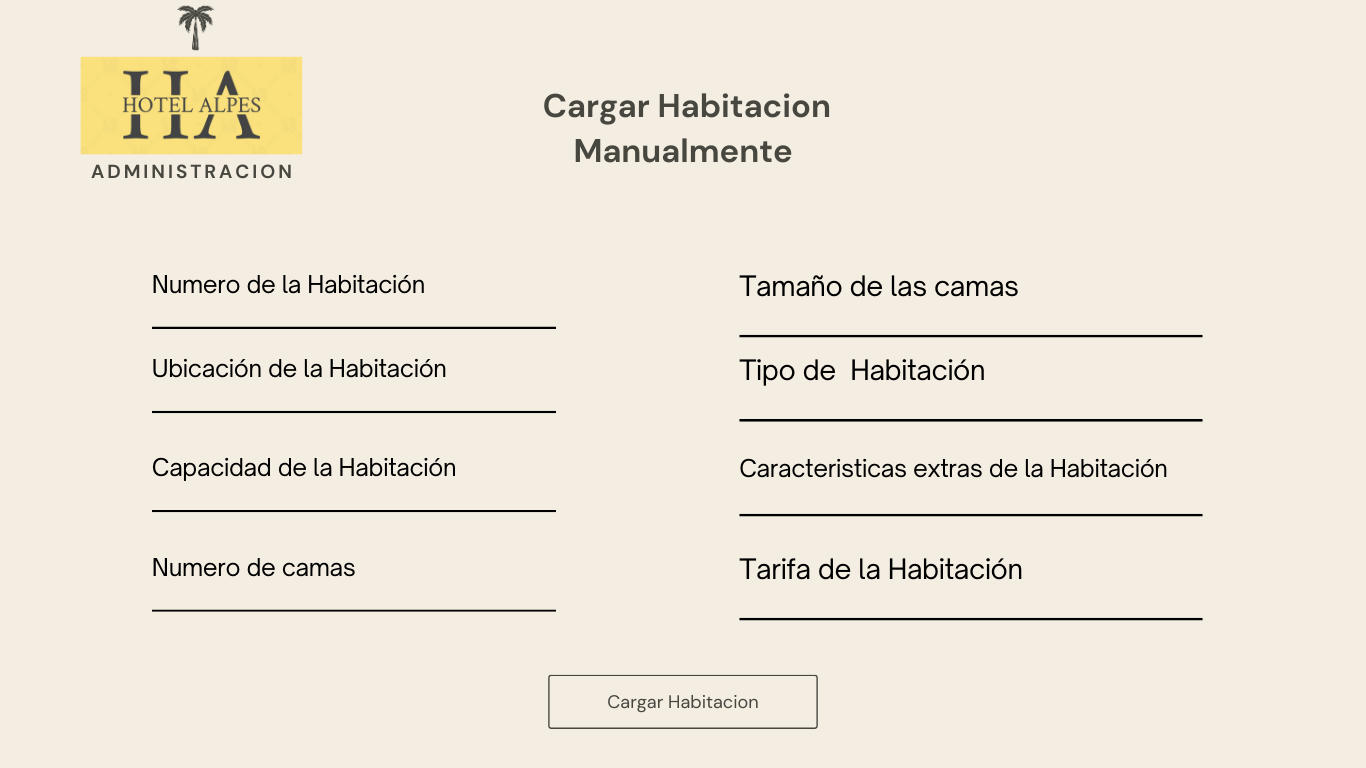 HA
HOTEL ALPES
ADMINISTRACION
Cargar Habitacion
Manualmente
Numero de la Habitación
Ubicación de la Habitación
Capacidad de la Habitación
Numero de camas
Tamaño de las camas
Tipo de  Habitación
Caracteristicas extras de la Habitación
Tarifa de la Habitación
Cargar Habitacion